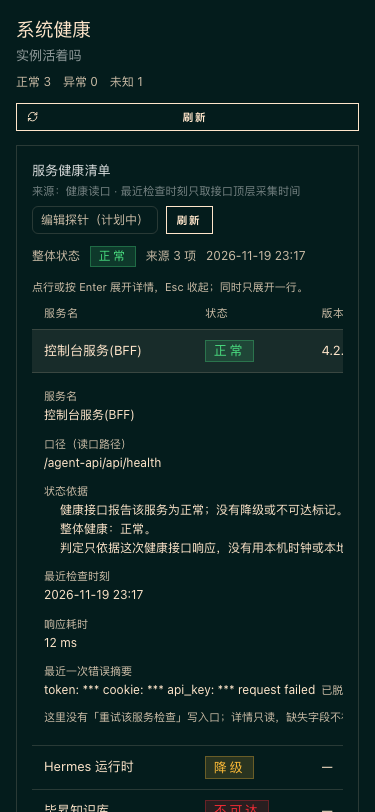 系统健康
实例活着吗
正常 3 异常 0 未知 1
刷新
服务健康清单
来源：健康读口 · 最近检查时刻只取接口顶层采集时间
编辑探针（计划中） 刷新
整体状态 正常 来源 3 项 2026-11-19 23:17
点行或按 Enter 展开详情，Esc 收起；同时只展开一行。
服务名 状态 版本
控制台服务(BFF) 正常 4.2.
服务名
控制台服务(BFF)
口径（读口路径）
/agent-api/api/health
状态依据
健康接口报告该服务为正常；没有降级或不可达标记。
整体健康：正常。
判定只依据这次健康接口响应，没有用本机时钟或本地
最近检查时刻
2026-11-19 23:17
响应耗时
12 ms
最近一次错误摘要
token: *** cookie: *** api_key: *** request failed 已脱
这里没有「重试该服务检查」写入口；详情只读，缺失字段不
Hermes 运行时 降级 —
毕昇知识库 不可达 —